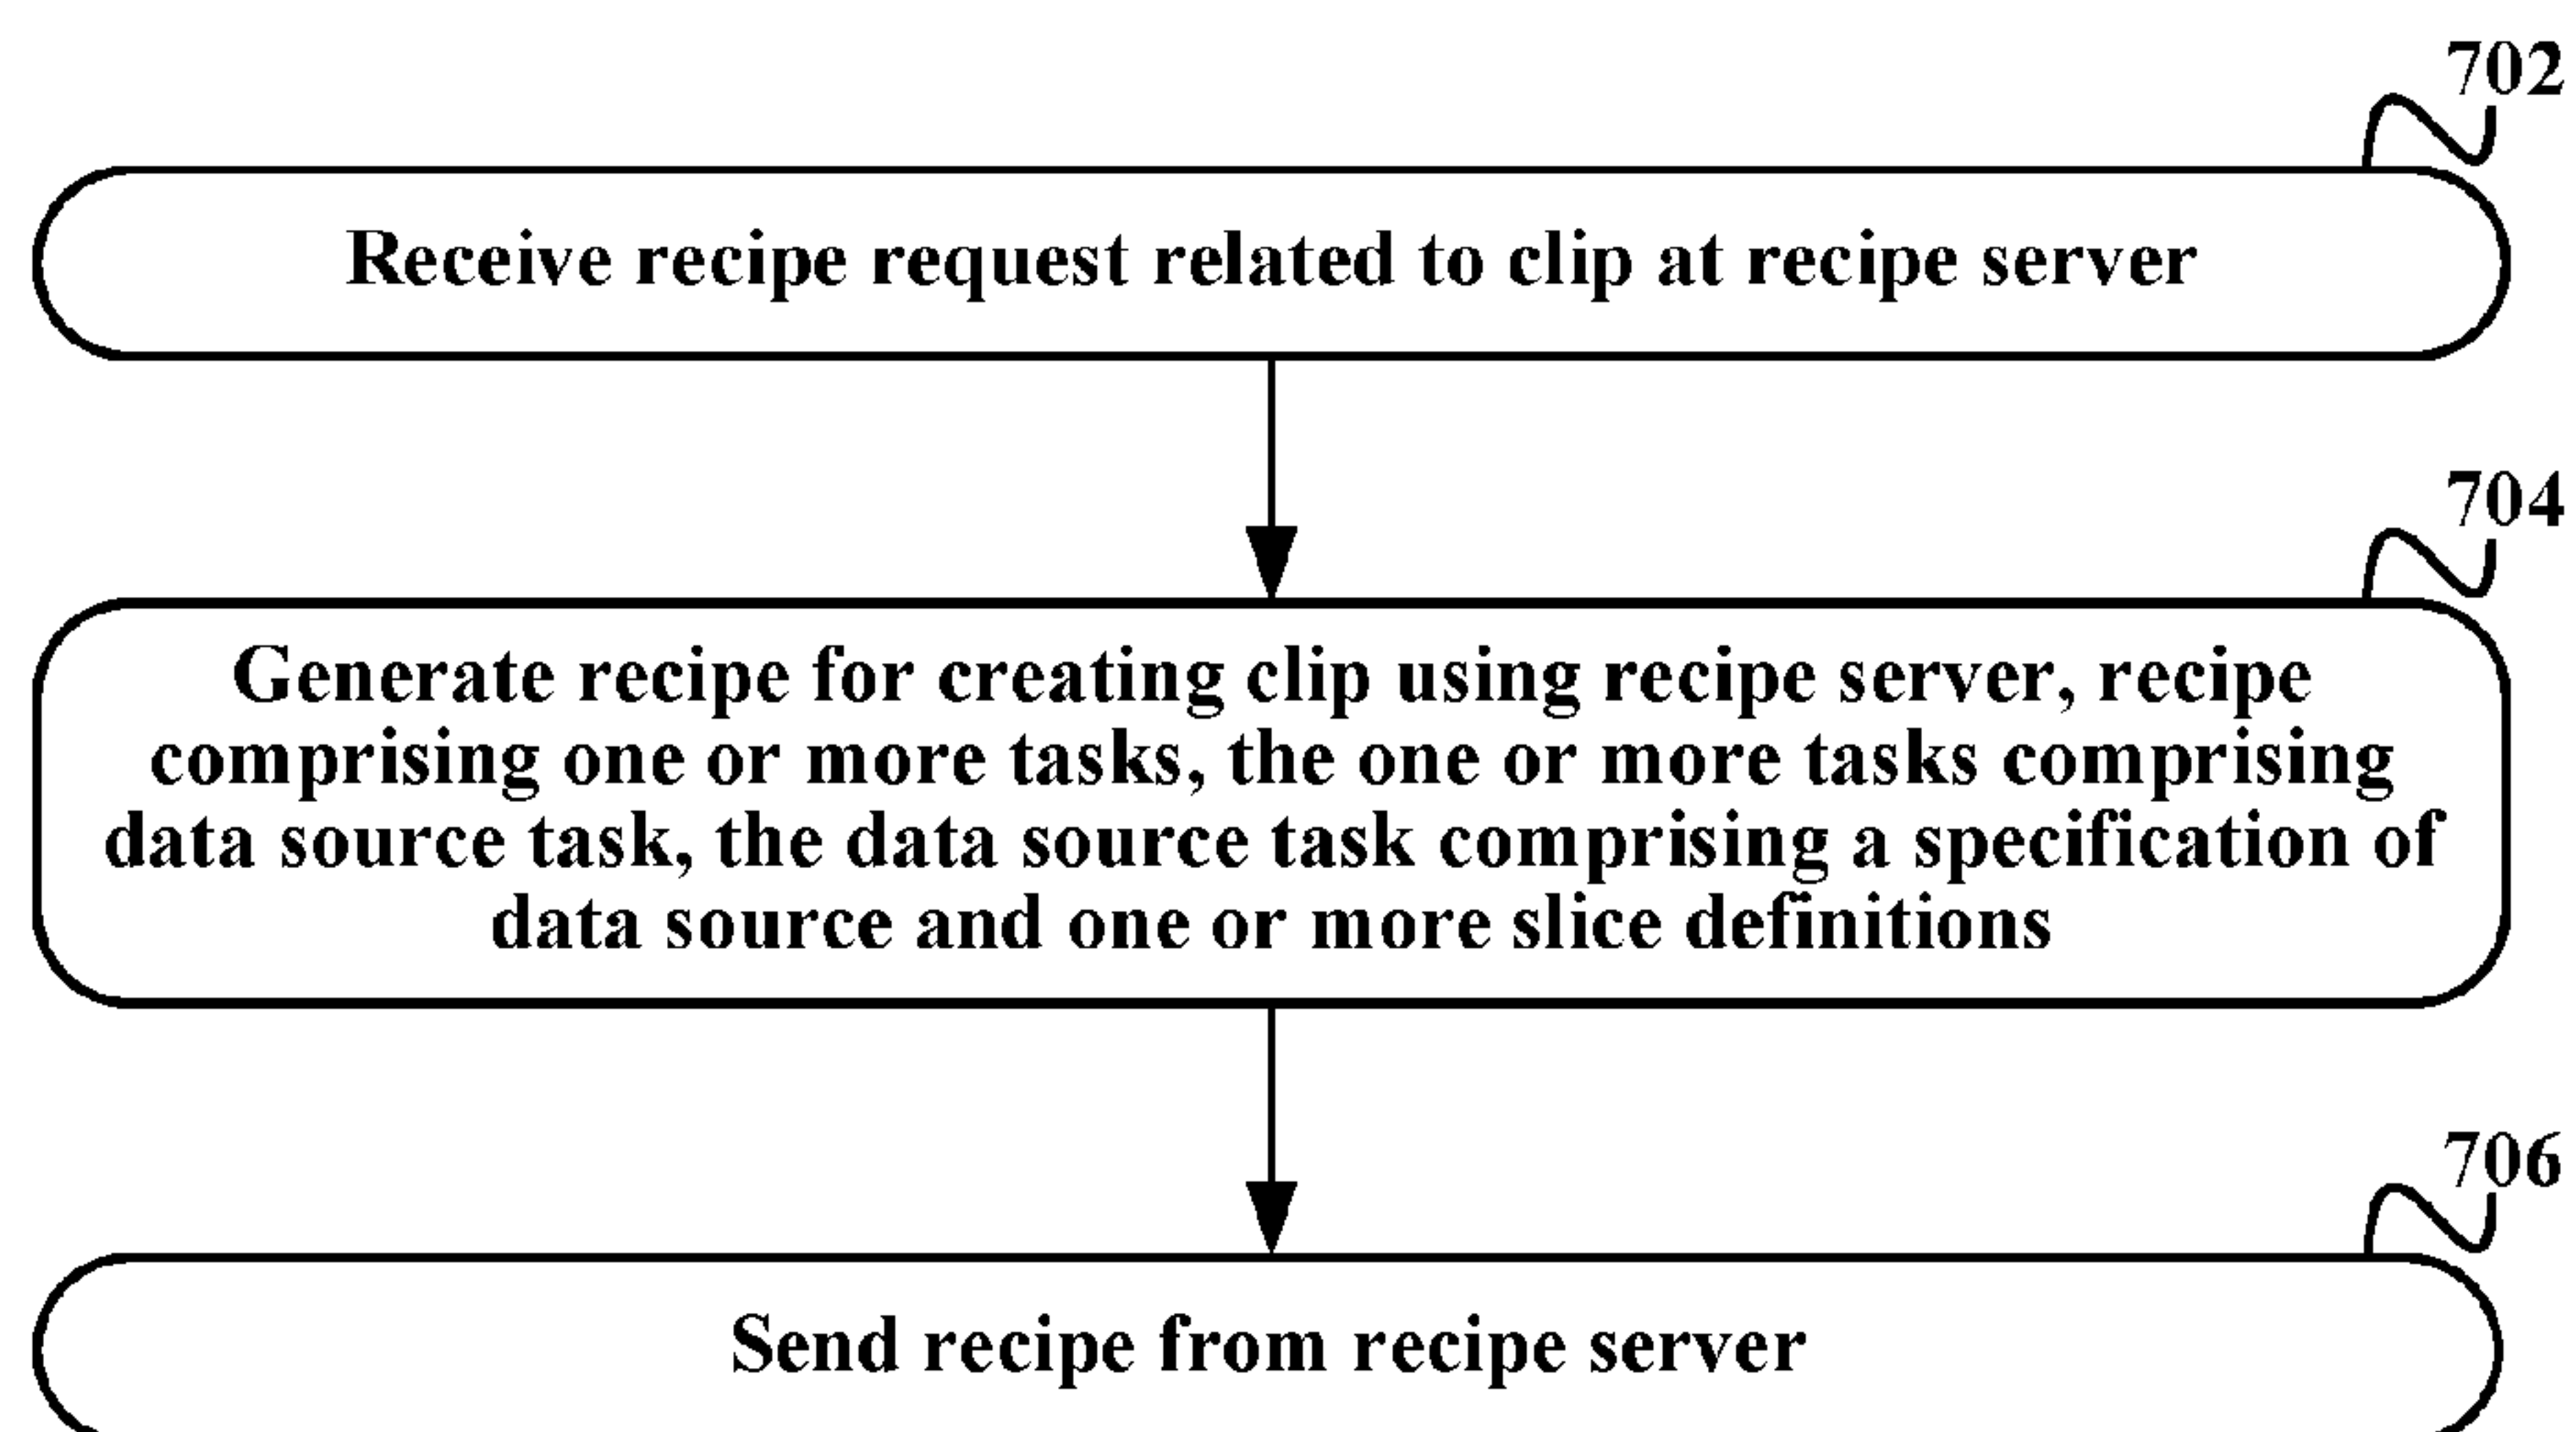 702
Receive recipe request related to clip at recipe server
704
Generate recipe for creating clip using recipe server, recipe
comprising one or more tasks, the one or more tasks comprising
data source task, the data source task comprising a specification of
data source and one or more slice definitions
706
Send recipe from recipe server